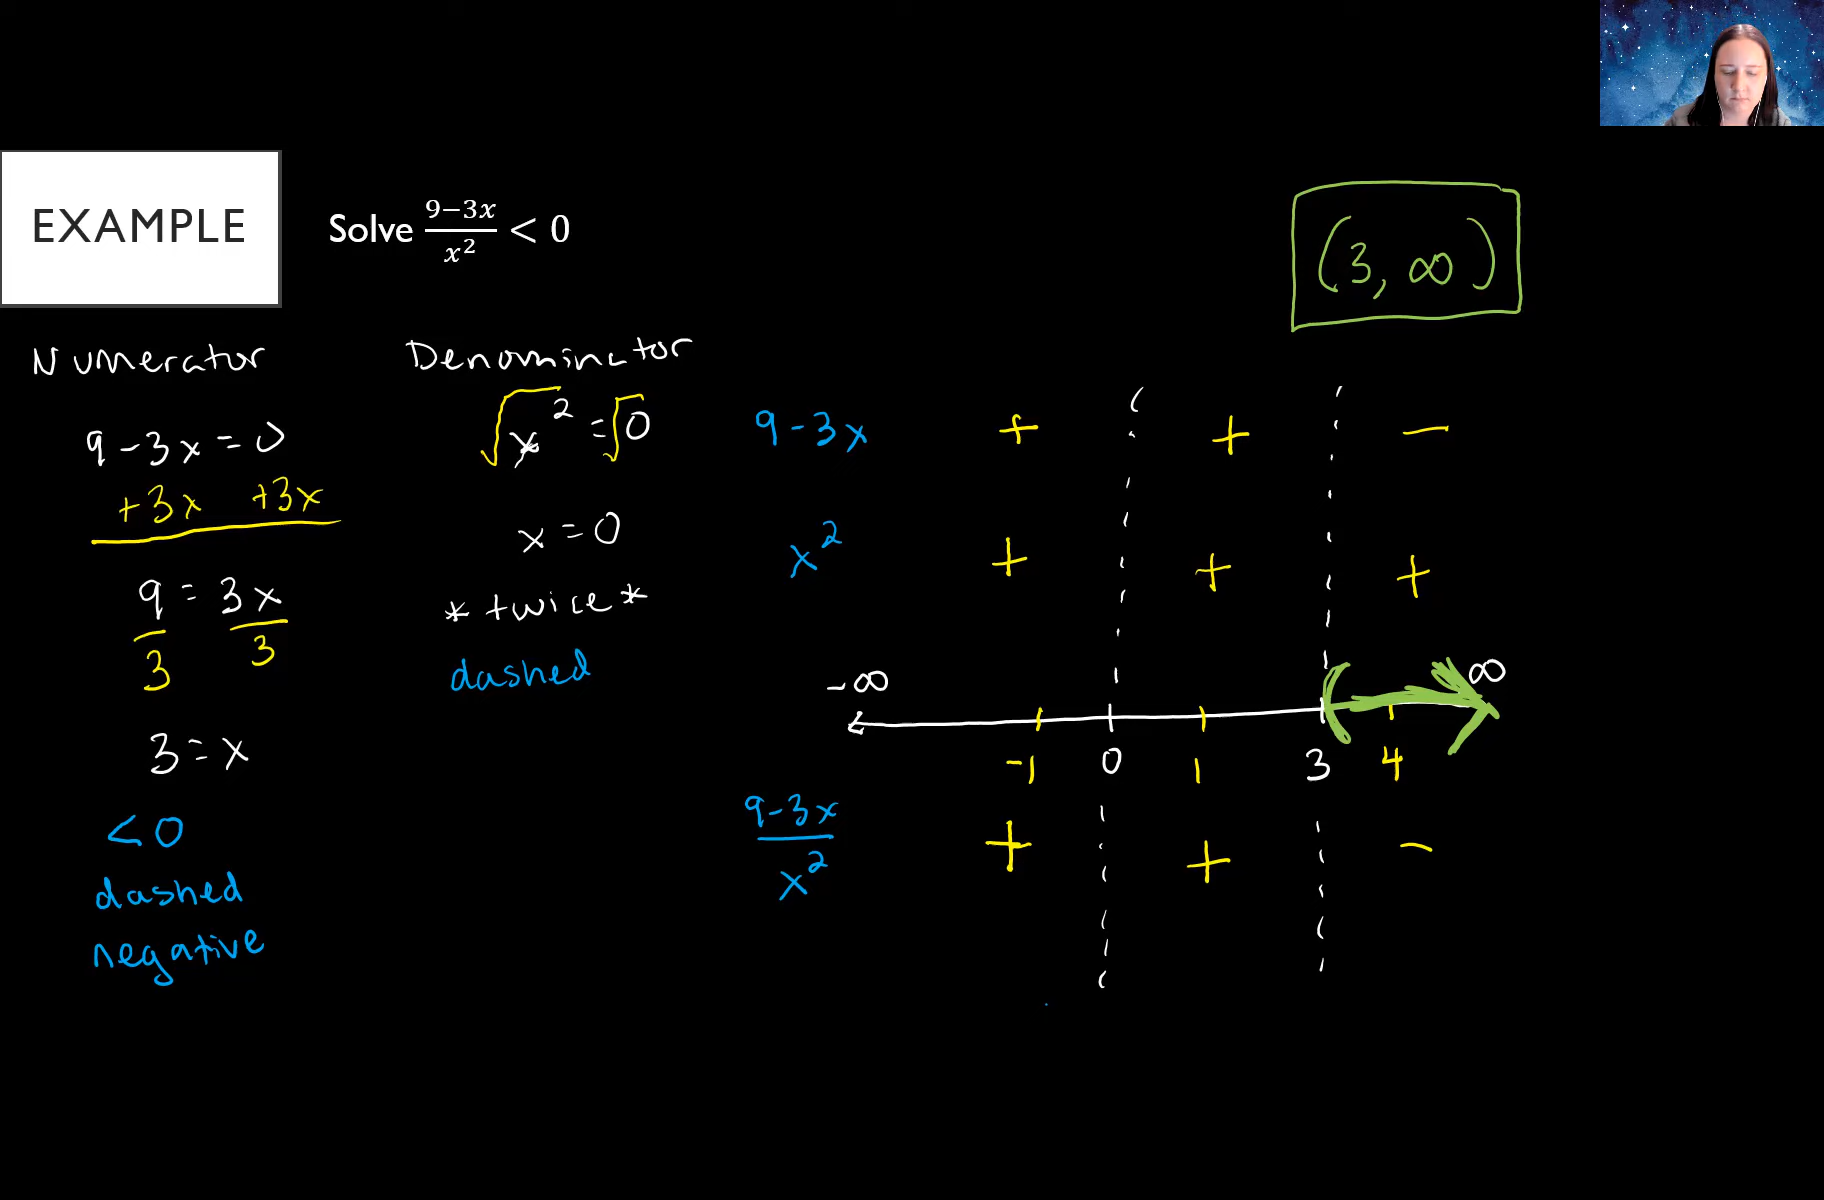 EXAMPLE
Solve (9−3x)/x² < 0
(3, ∞)
Numerator
9 - 3x = 0
+3x +3x
9 = 3x
3 3
3 = x
< 0
dashed
negative
Denominator
√x² = √0
x = 0
* twice *
dashed
9 - 3x + + -
x² + + +
-∞ ∞
-1 0 1 3 4
(9-3x)/x² + + -